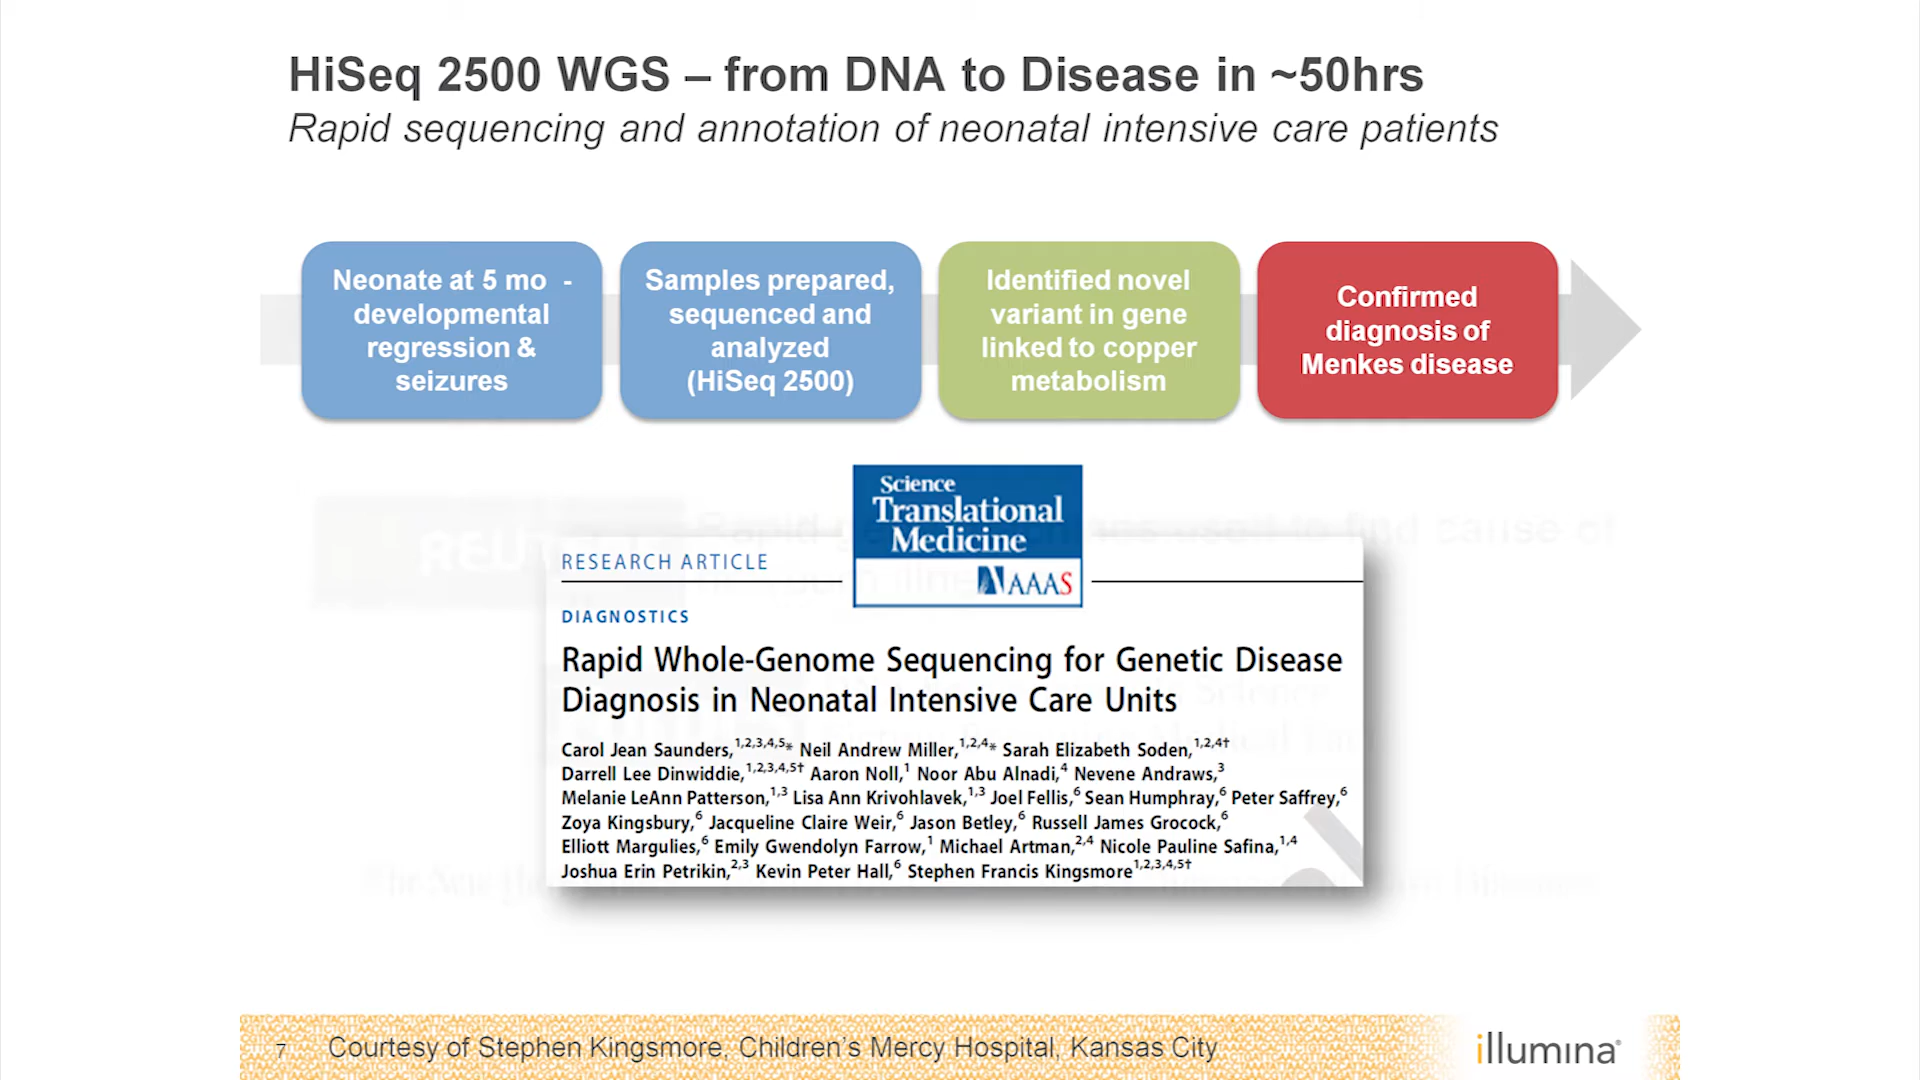 HiSeq 2500 WGS – from DNA to Disease in ~50hrs
Rapid sequencing and annotation of neonatal intensive care patients
Neonate at 5 mo -
developmental
regression &
seizures
Samples prepared,
sequenced and
analyzed
(HiSeq 2500)
Identified novel
variant in gene
linked to copper
metabolism
Confirmed
diagnosis of
Menkes disease
Science
Translational
Medicine
AAAS
RESEARCH ARTICLE
DIAGNOSTICS
Rapid Whole-Genome Sequencing for Genetic Disease
Diagnosis in Neonatal Intensive Care Units
Carol Jean Saunders,1,2,3,4,5* Neil Andrew Miller,1,2,4* Sarah Elizabeth Soden,1,2,4†
Darrell Lee Dinwiddie,1,2,3,4,5† Aaron Noll,1 Noor Abu Alnadi,4 Nevene Andraws,3
Melanie LeAnn Patterson,1,3 Lisa Ann Krivohlavek,1,3 Joel Fellis,6 Sean Humphray,6 Peter Saffrey,6
Zoya Kingsbury,6 Jacqueline Claire Weir,6 Jason Betley,6 Russell James Grocock,6
Elliott Margulies,6 Emily Gwendolyn Farrow,1 Michael Artman,2,4 Nicole Pauline Safina,1,4
Joshua Erin Petrikin,2,3 Kevin Peter Hall,6 Stephen Francis Kingsmore1,2,3,4,5†
7 Courtesy of Stephen Kingsmore, Children's Mercy Hospital, Kansas City
illumina®